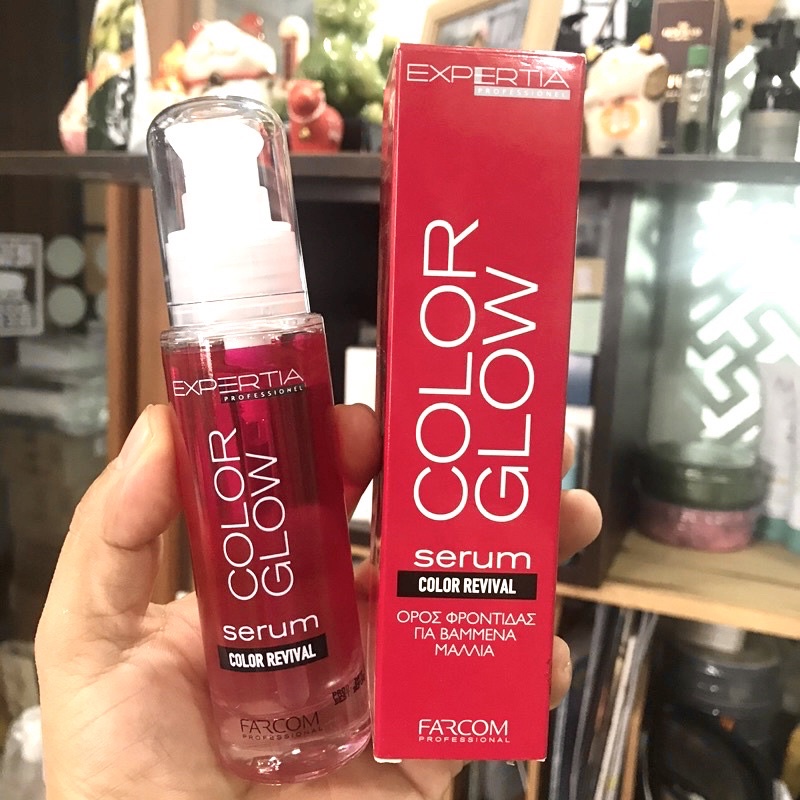 EXPERTIA
PROFESSIONEL
COLOR
GLOW
serum
COLOR REVIVAL
FARCOM
PROFESSIONAL
EXPERTIA
PROFESSIONEL
COLOR
GLOW
serum
COLOR REVIVAL
ΟΡΟΣ ΦΡΟΝΤΙΔΑΣ
ΓΙΑ ΒΑΜΜΕΝΑ
ΜΑΛΛΙΑ
FARCOM
PROFESSIONAL